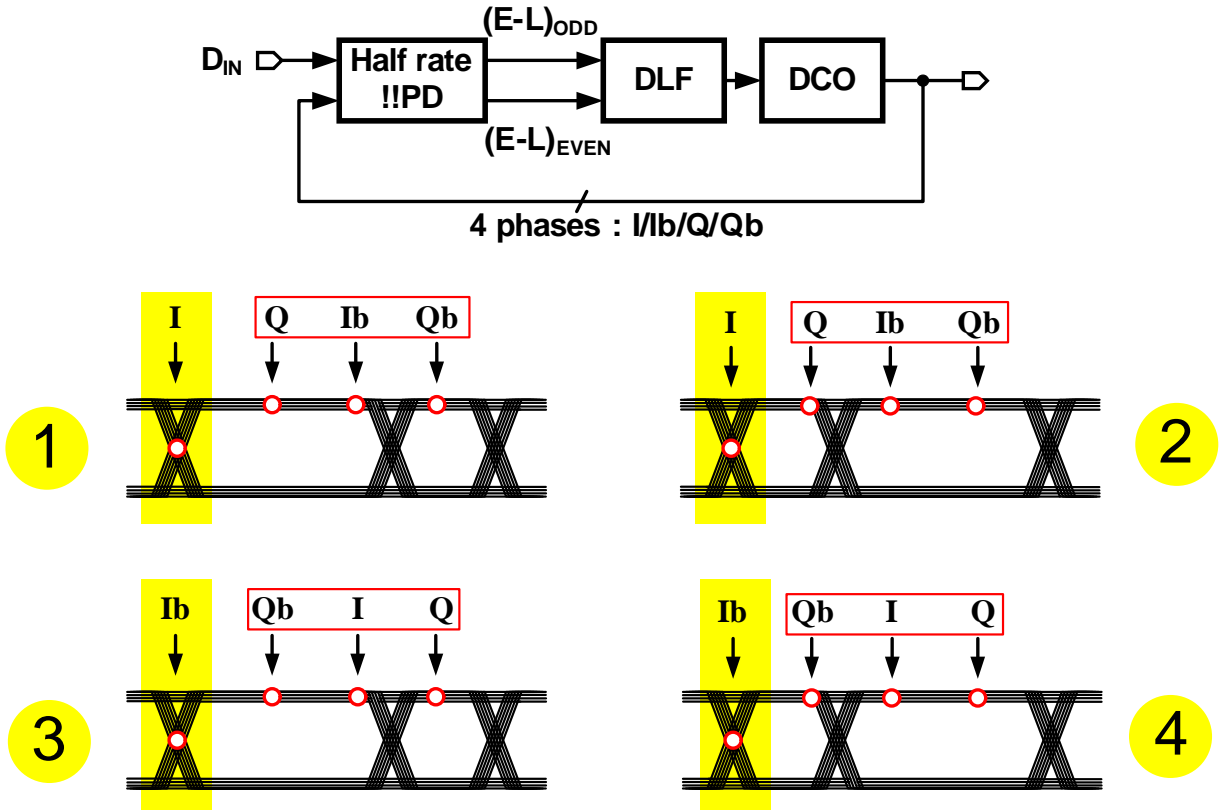 (E-L)ODD
DIN Half rate !!PD DLF DCO
(E-L)EVEN
4 phases : I/Ib/Q/Qb
I Q Ib Qb
I Q Ib Qb
1
2
Ib Qb I Q
Ib Qb I Q
3
4